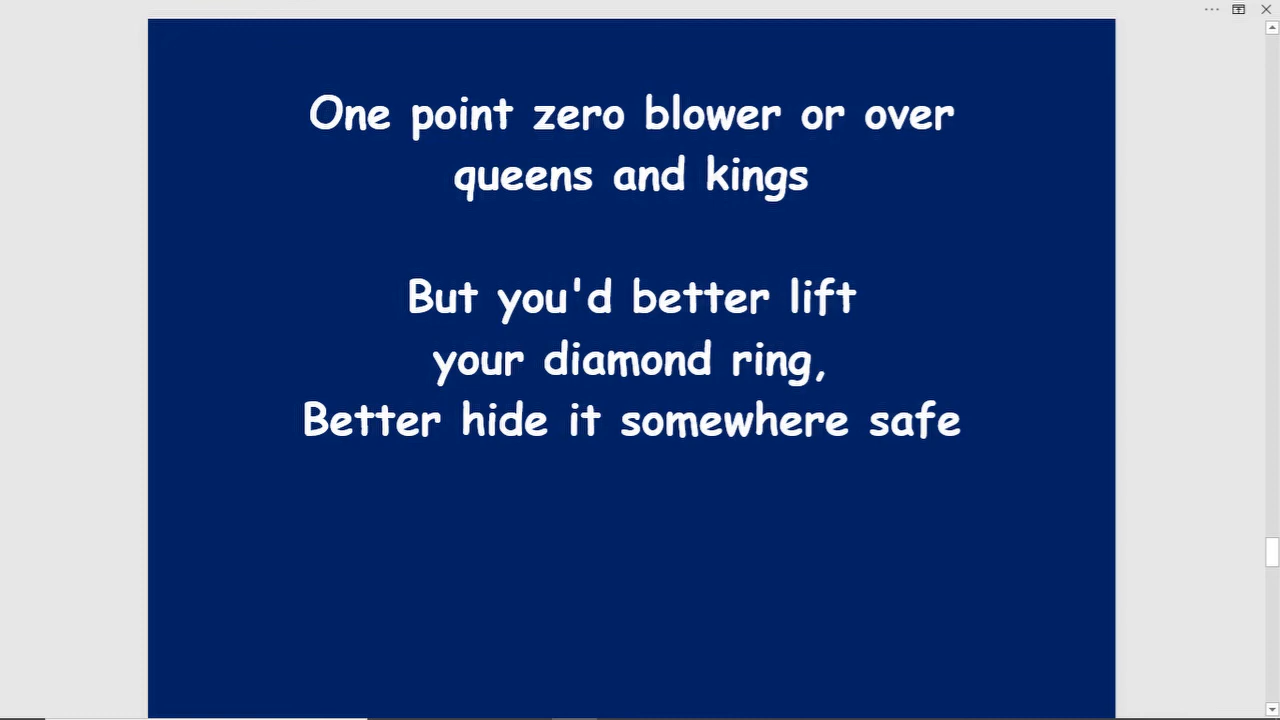 One point zero blower or over
queens and kings
But you'd better lift
your diamond ring,
Better hide it somewhere safe